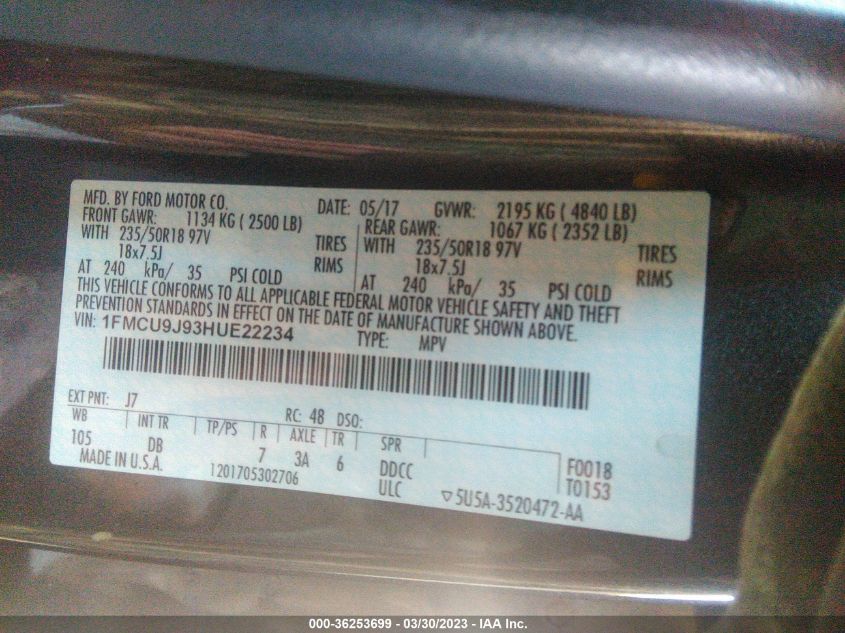 MFD. BY FORD MOTOR CO.
DATE: 05/17 GVWR: 2195 KG ( 4840 LB)
FRONT GAWR: 1134 KG ( 2500 LB)
WITH 235/50R18 97V TIRES
18x7.5J RIMS
AT 240 kPa/ 35 PSI COLD
REAR GAWR: 1067 KG ( 2352 LB)
WITH 235/50R18 97V TIRES
18x7.5J RIMS
AT 240 kPa/ 35 PSI COLD
THIS VEHICLE CONFORMS TO ALL APPLICABLE FEDERAL MOTOR VEHICLE SAFETY AND THEFT
PREVENTION STANDARDS IN EFFECT ON THE DATE OF MANUFACTURE SHOWN ABOVE.
VIN: 1FMCU9J93HUE22234 TYPE: MPV
EXT PNT: J7 RC: 48 DSO:
WB INT TR TP/PS R AXLE TR SPR
105 DB 7 3A 6 DDCC F0018
MADE IN U.S.A. 1201705302706 ULC T0153
▽5U5A-3520472-AA
000-36253699 - 03/30/2023 - IAA Inc.